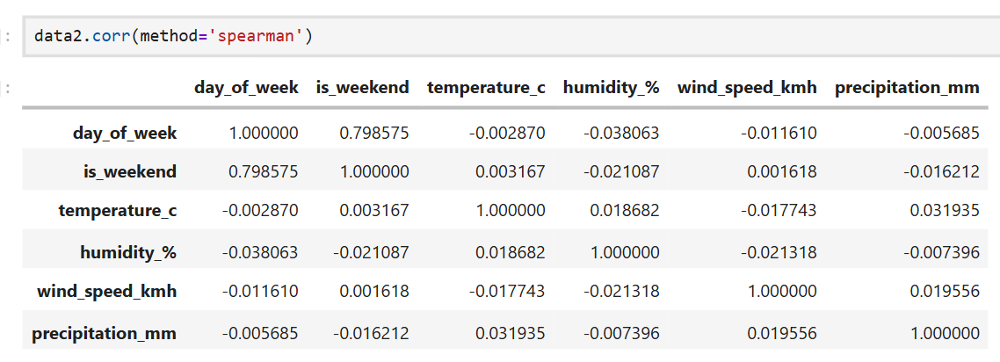 ]: data2.corr(method='spearman')
]:
day_of_week is_weekend temperature_c humidity_% wind_speed_kmh precipitation_mm
day_of_week 1.000000 0.798575 -0.002870 -0.038063 -0.011610 -0.005685
is_weekend 0.798575 1.000000 0.003167 -0.021087 0.001618 -0.016212
temperature_c -0.002870 0.003167 1.000000 0.018682 -0.017743 0.031935
humidity_% -0.038063 -0.021087 0.018682 1.000000 -0.021318 -0.007396
wind_speed_kmh -0.011610 0.001618 -0.017743 -0.021318 1.000000 0.019556
precipitation_mm -0.005685 -0.016212 0.031935 -0.007396 0.019556 1.000000